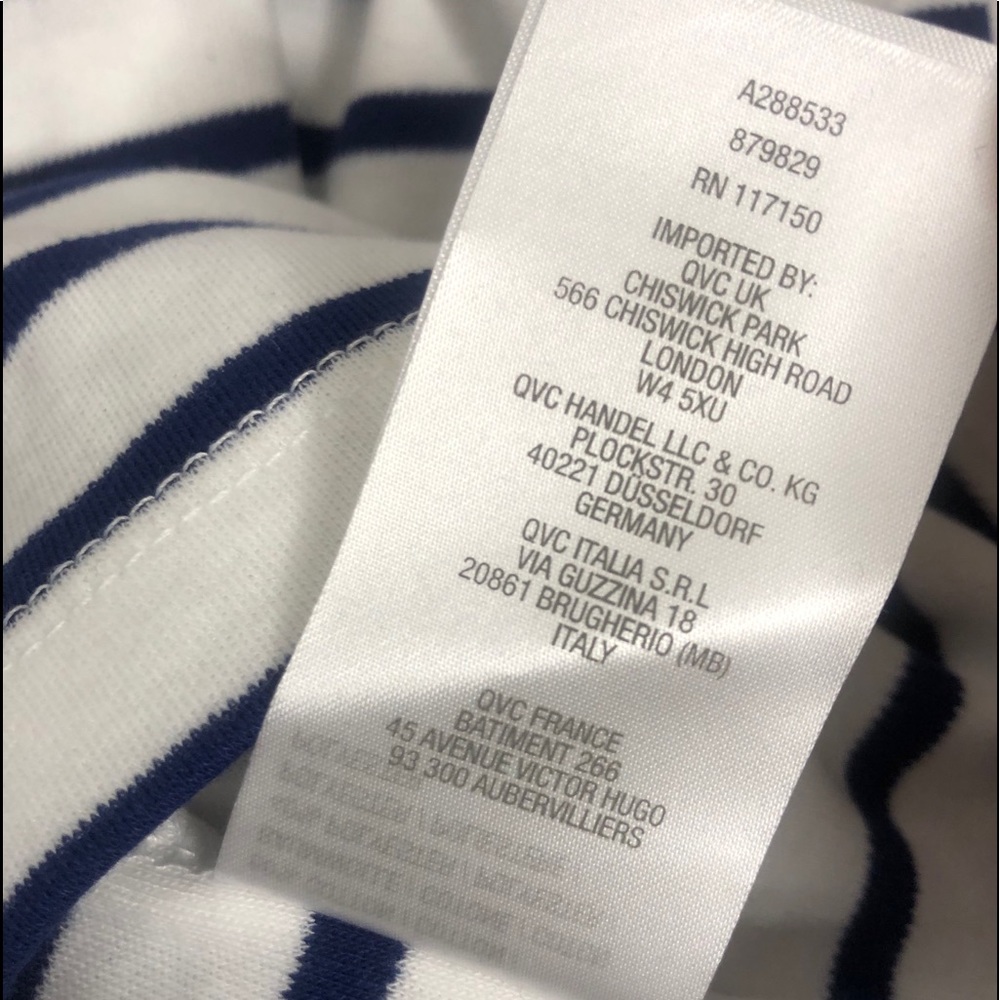 A288533
879829
RN 117150
IMPORTED BY:
QVC UK
CHISWICK PARK
566 CHISWICK HIGH ROAD
LONDON
W4 5XU
QVC HANDEL LLC & CO. KG
PLOCKSTR. 30
40221 DÜSSELDORF
GERMANY
QVC ITALIA S.R.L
VIA GUZZINA 18
20861 BRUGHERIO (MB)
ITALY
QVC FRANCE
BATIMENT 266
45 AVENUE VICTOR HUGO
93 300 AUBERVILLIERS